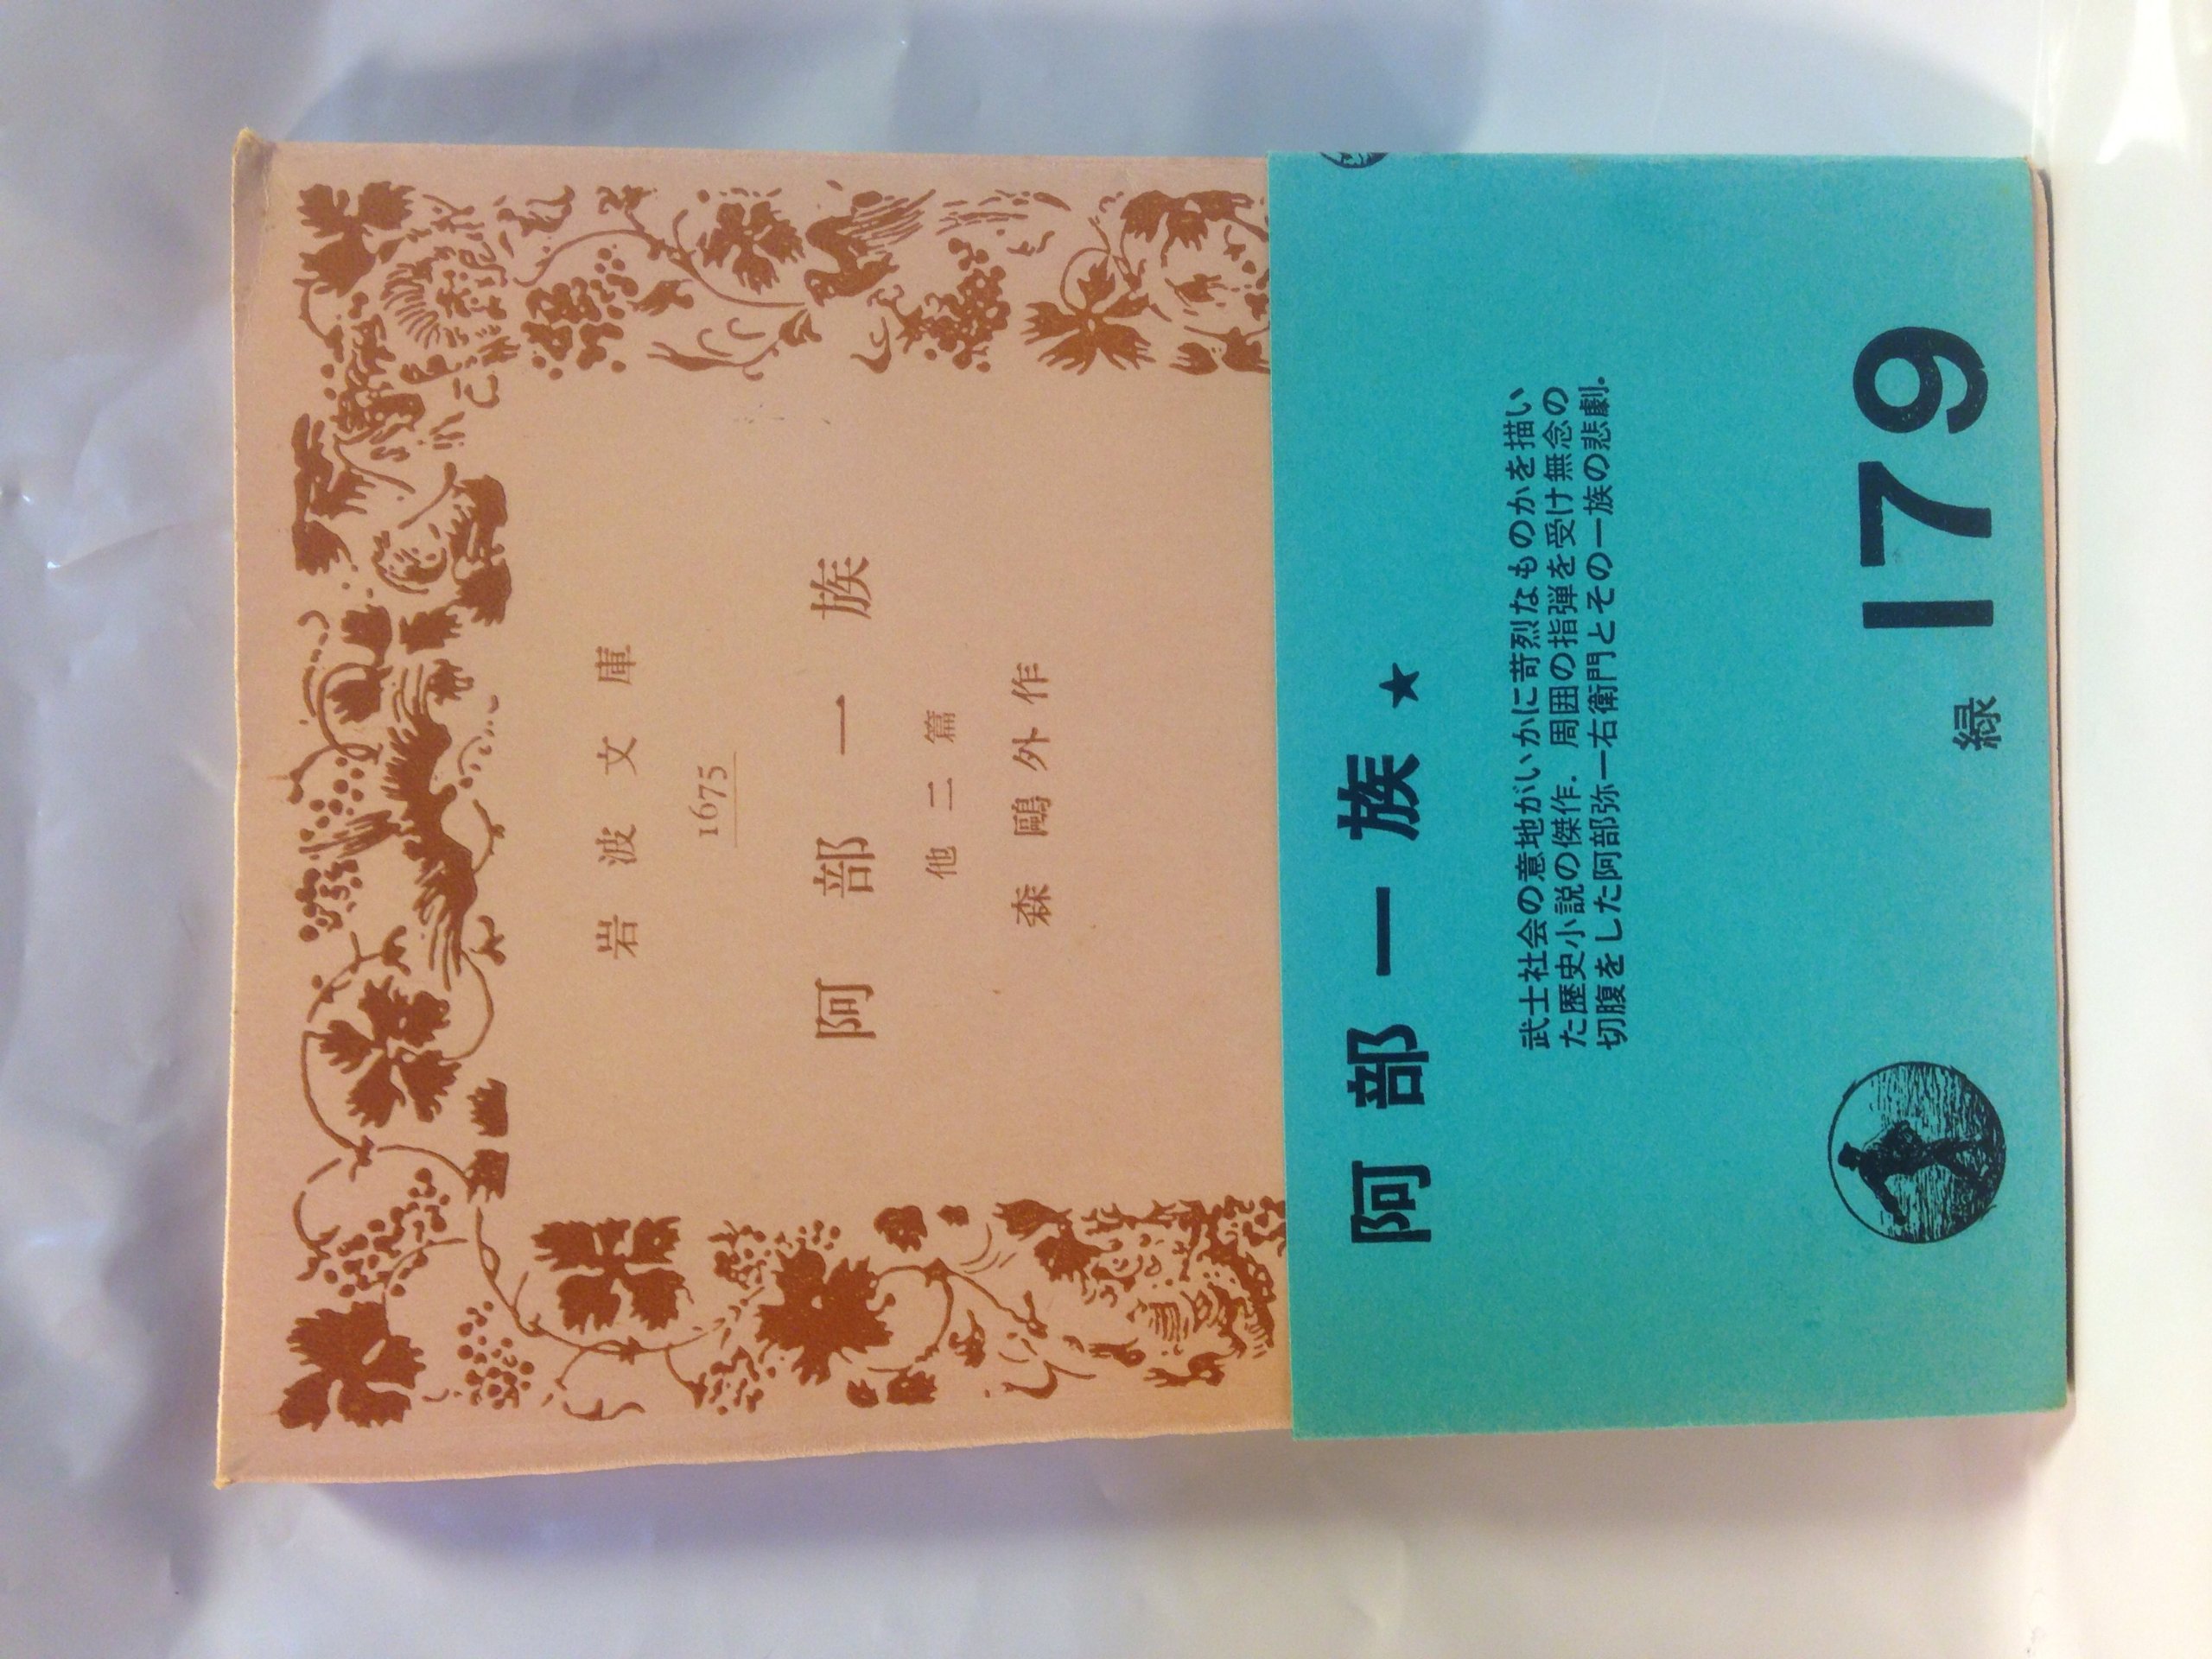 岩波文庫
1675
阿部一族
他二篇
森鷗外作
阿部一族★
武士社会の意地がいかに苛烈なものかを描い
た歴史小説の傑作．周囲の指弾を受け無念の
切腹をした阿部弥一右衛門とその一族の悲劇．
緑179